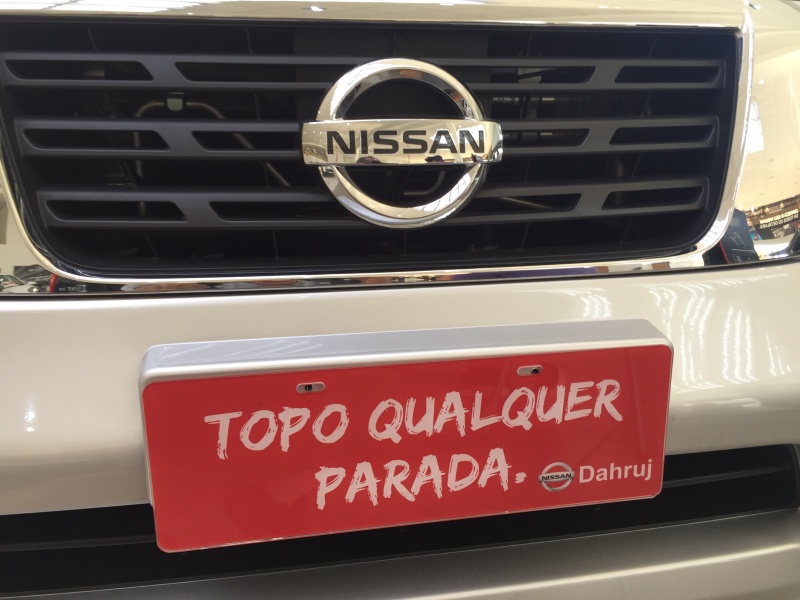 NISSAN
TOPO QUALQUER
PARADA.
NISSAN Dahruj